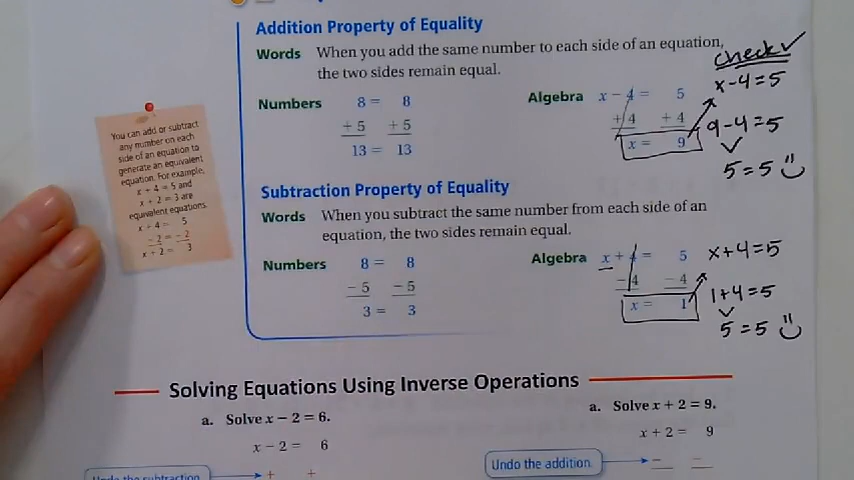 Addition Property of Equality
Words When you add the same number to each side of an equation,
the two sides remain equal.
Numbers 8 = 8
+ 5 + 5
13 = 13
Algebra x − 4 = 5
+ 4 + 4
x = 9
check ✓
x - 4 = 5
9 - 4 = 5
5 = 5
You can add or subtract
any number on each
side of an equation to
generate an equivalent
equation. For example,
x + 4 = 5 and
x + 2 = 3 are
equivalent equations.
x + 4 = 5
− 2 = − 2
x + 2 = 3
Subtraction Property of Equality
Words When you subtract the same number from each side of an
equation, the two sides remain equal.
Numbers 8 = 8
− 5 − 5
3 = 3
Algebra x + 4 = 5
− 4 − 4
x = 1
x + 4 = 5
1 + 4 = 5
5 = 5
Solving Equations Using Inverse Operations
a. Solve x − 2 = 6.
x − 2 = 6
Undo the subtraction
+ +
a. Solve x + 2 = 9.
x + 2 = 9
Undo the addition.
− −